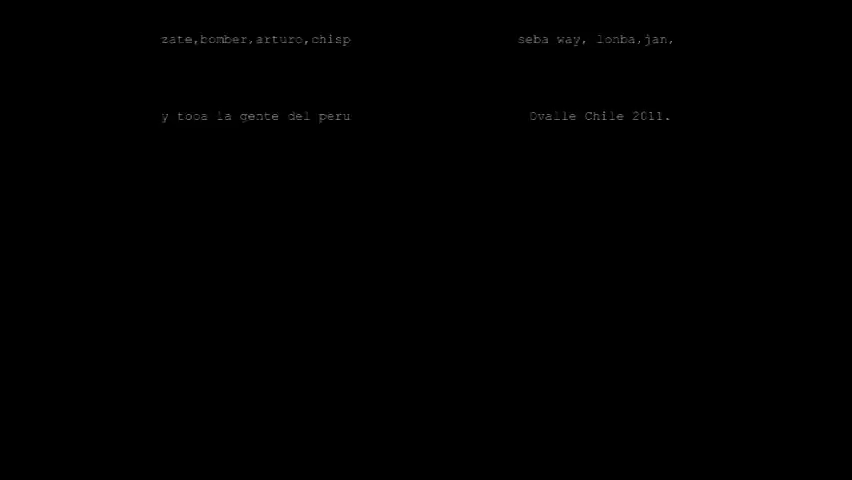 zate,bomber,arturo,chisp
y toda la gente del peru
seba way, lonba,jan,
Ovalle Chile 2011.